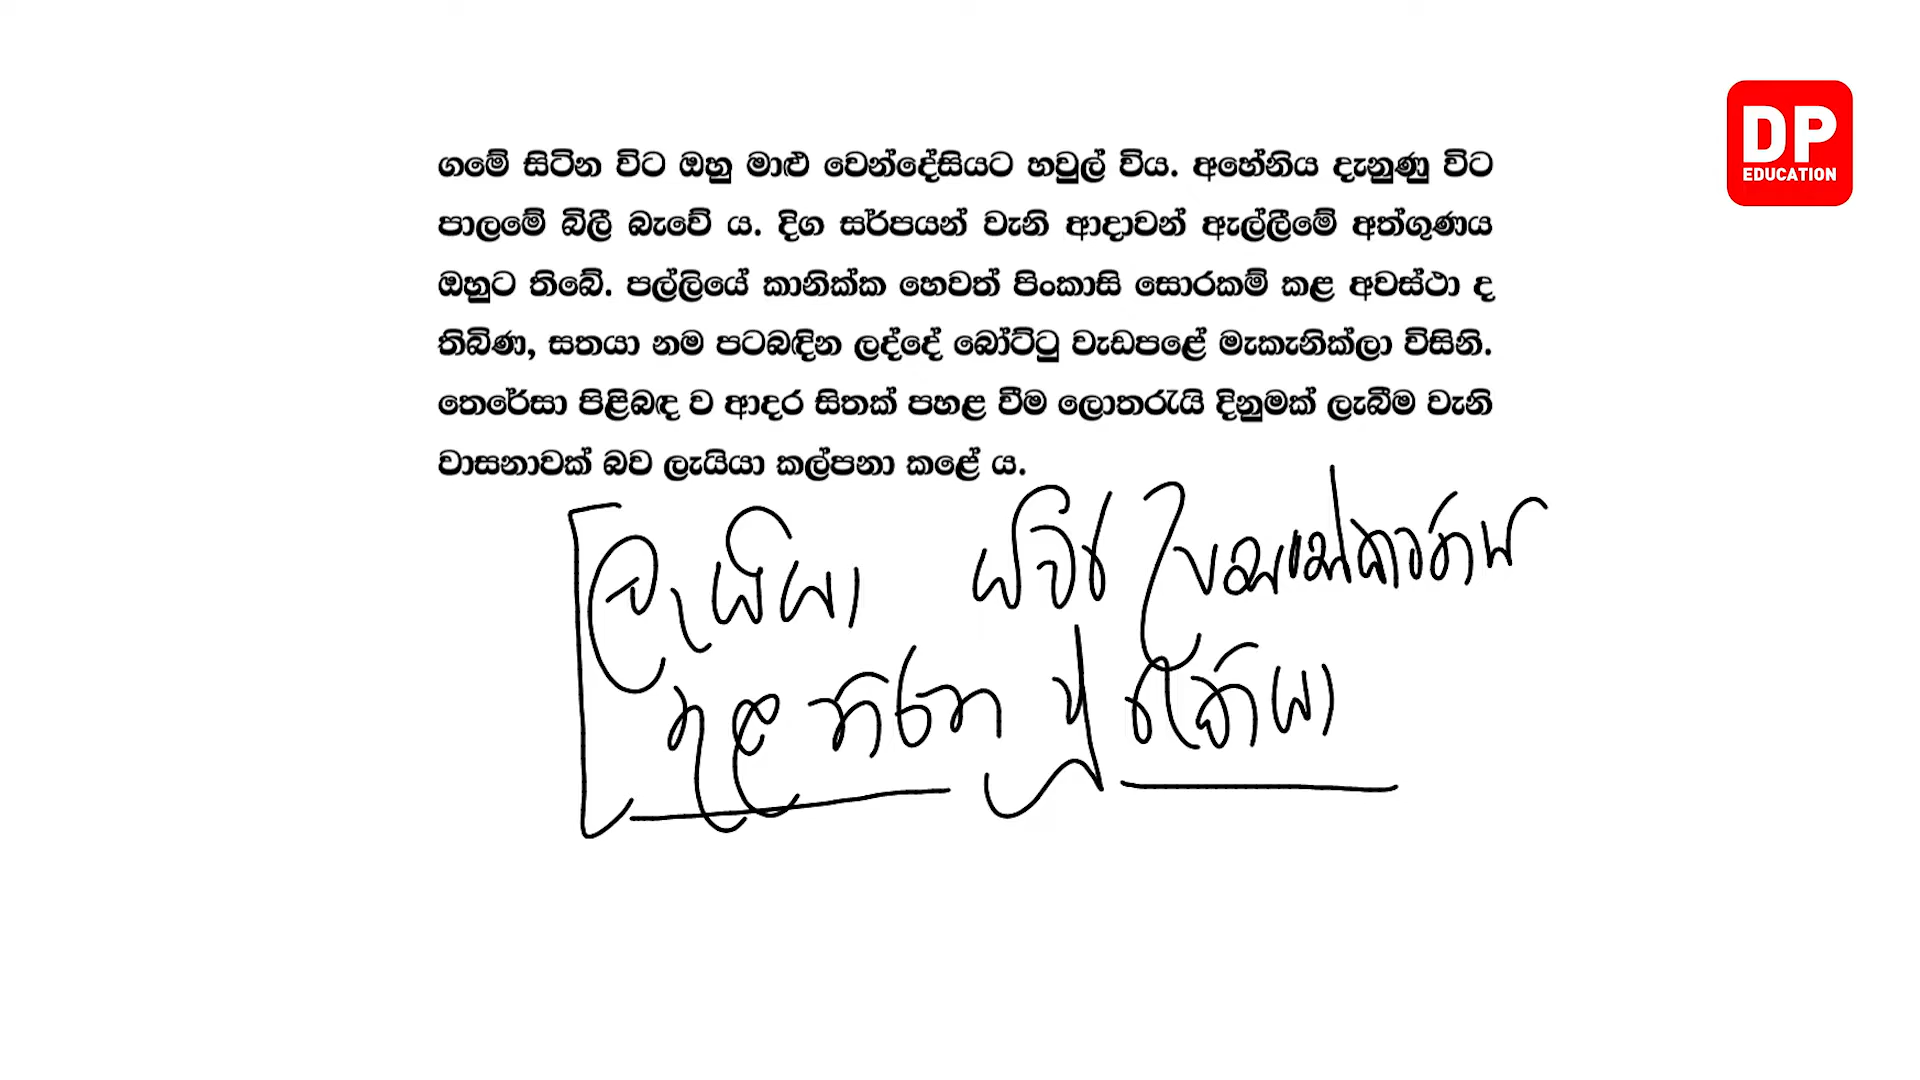 DP
EDUCATION
ගමේ සිටින විට ඔහු මාළු වෙන්දේසියට හවුල් විය. අහේනිය දැනුණු විට
පාලමේ බිලී බෑවේ ය. දිග සර්පයන් වැනි ආදාවන් ඇල්ලීමේ අත්ගුණය
ඔහුට තිබේ. පල්ලියේ කානික්ක හෙවත් පිංකාසි සොරකම් කළ අවස්ථා ද
තිබිණ, සතයා නම පටබඳින ලද්දේ බෝට්ටු වැඩපළේ මැකැනික්ලා විසිනි.
තෙරේසා පිළිබඳ ව ආදර සිතක් පහළ වීම ලොතරැයි දිනුමක් ලැබීම වැනි
වාසනාවක් බව ලැයියා කල්පනා කළේ ය.
ලැයියා ධීවර
තුළ